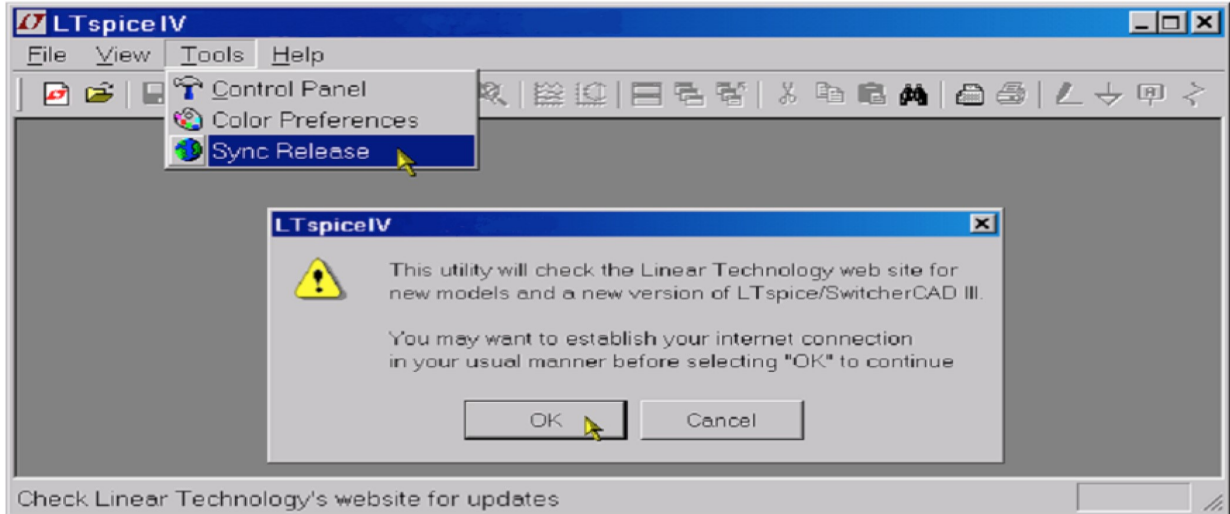 LTspice IV
File View Tools Help
Control Panel
Color Preferences
Sync Release
LTspiceIV
This utility will check the Linear Technology web site for
new models and a new version of LTspice/SwitcherCAD III.
You may want to establish your internet connection
in your usual manner before selecting "OK" to continue
OK Cancel
Check Linear Technology's website for updates